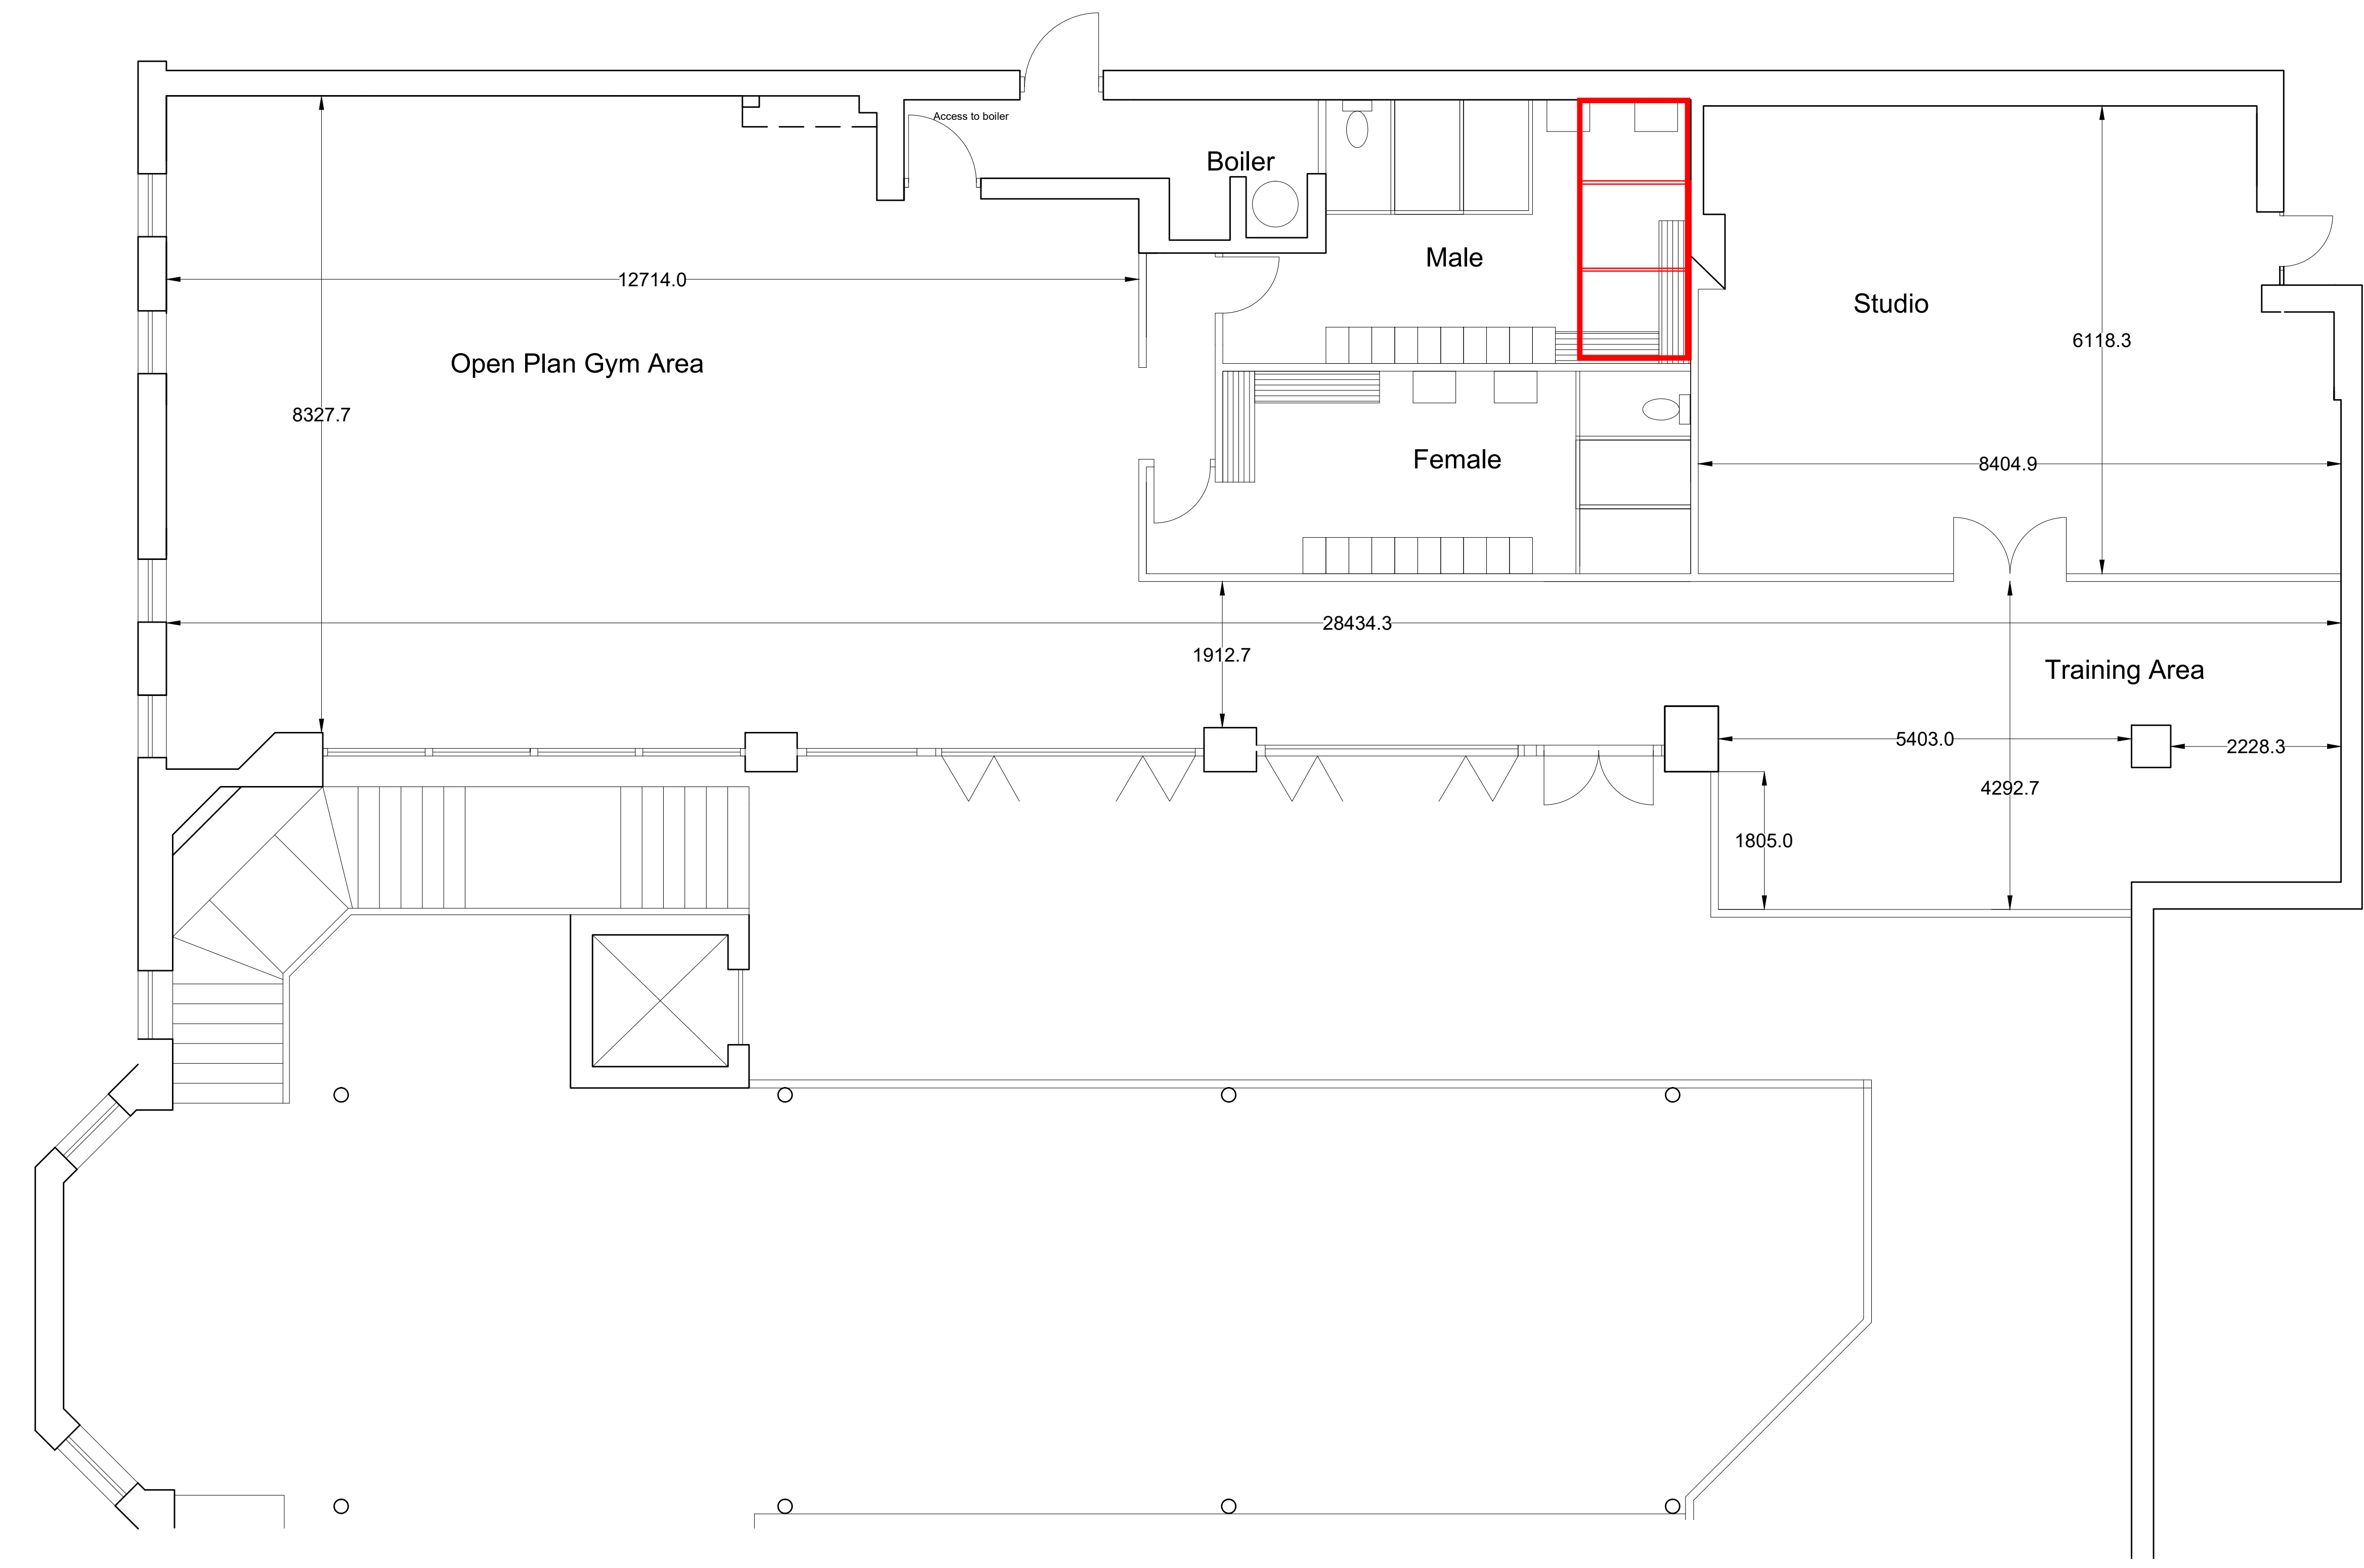 Access to boiler
Boiler
Male
12714.0
Studio
6118.3
Open Plan Gym Area
8327.7
Female
8404.9
28434.3
1912.7
Training Area
5403.0
2228.3
4292.7
1805.0